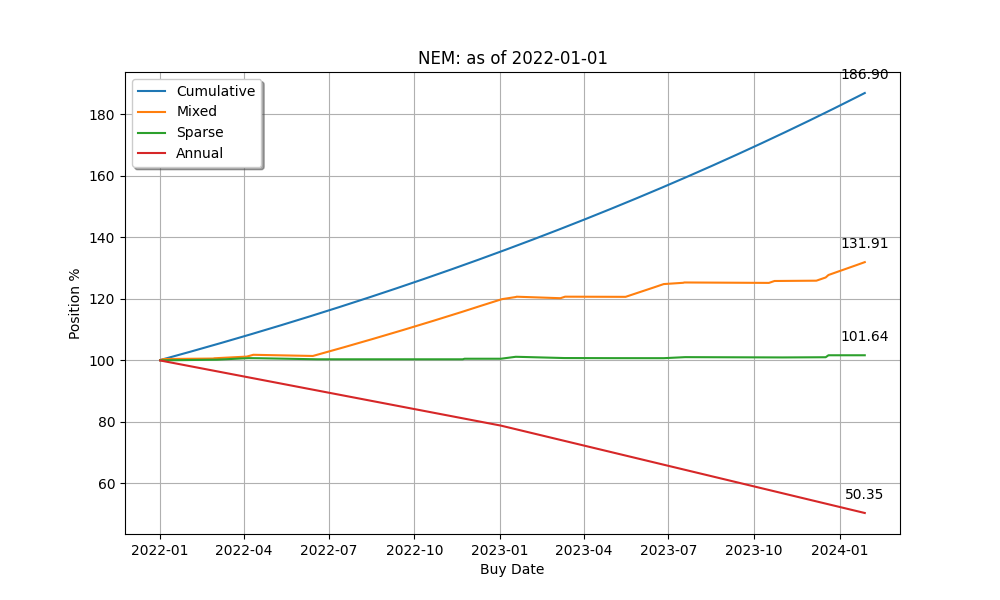 NEM: as of 2022-01-01
186.90
Cumulative
Mixed
Sparse
Annual
180
160
140
120
100
80
60
131.91
101.64
50.35
Position %
2022-01 2022-04 2022-07 2022-10 2023-01 2023-04 2023-07 2023-10 2024-01
Buy Date